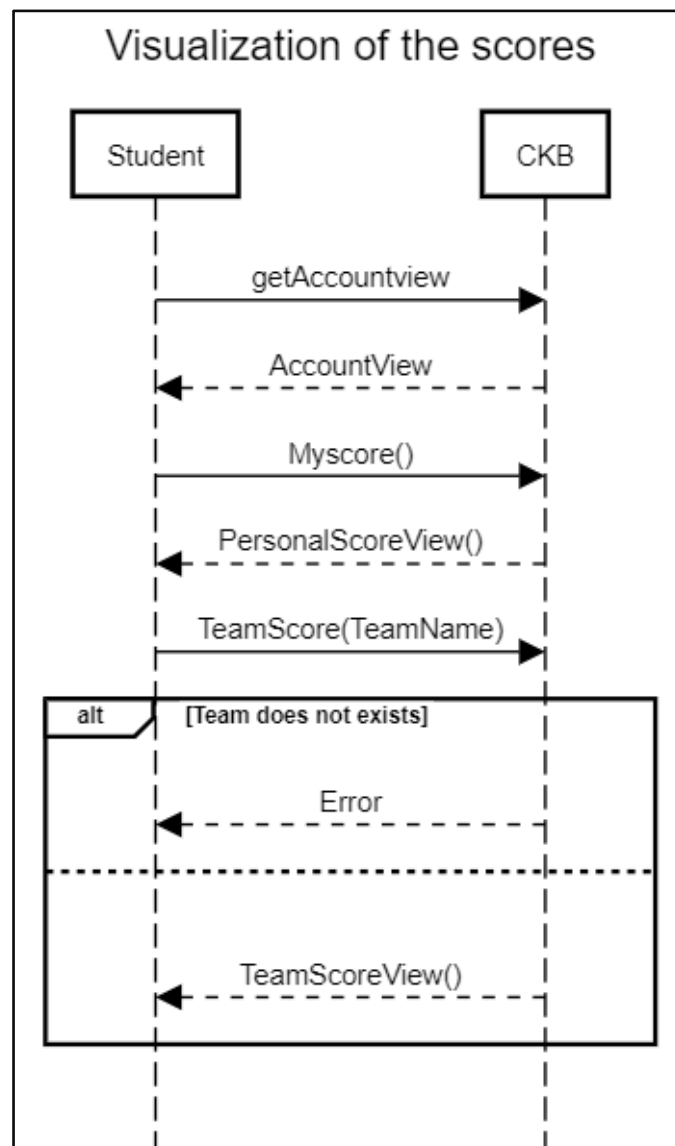 Visualization of the scores
Student
CKB
getAccountview
AccountView
Myscore()
PersonalScoreView()
TeamScore(TeamName)
alt
[Team does not exists]
Error
TeamScoreView()